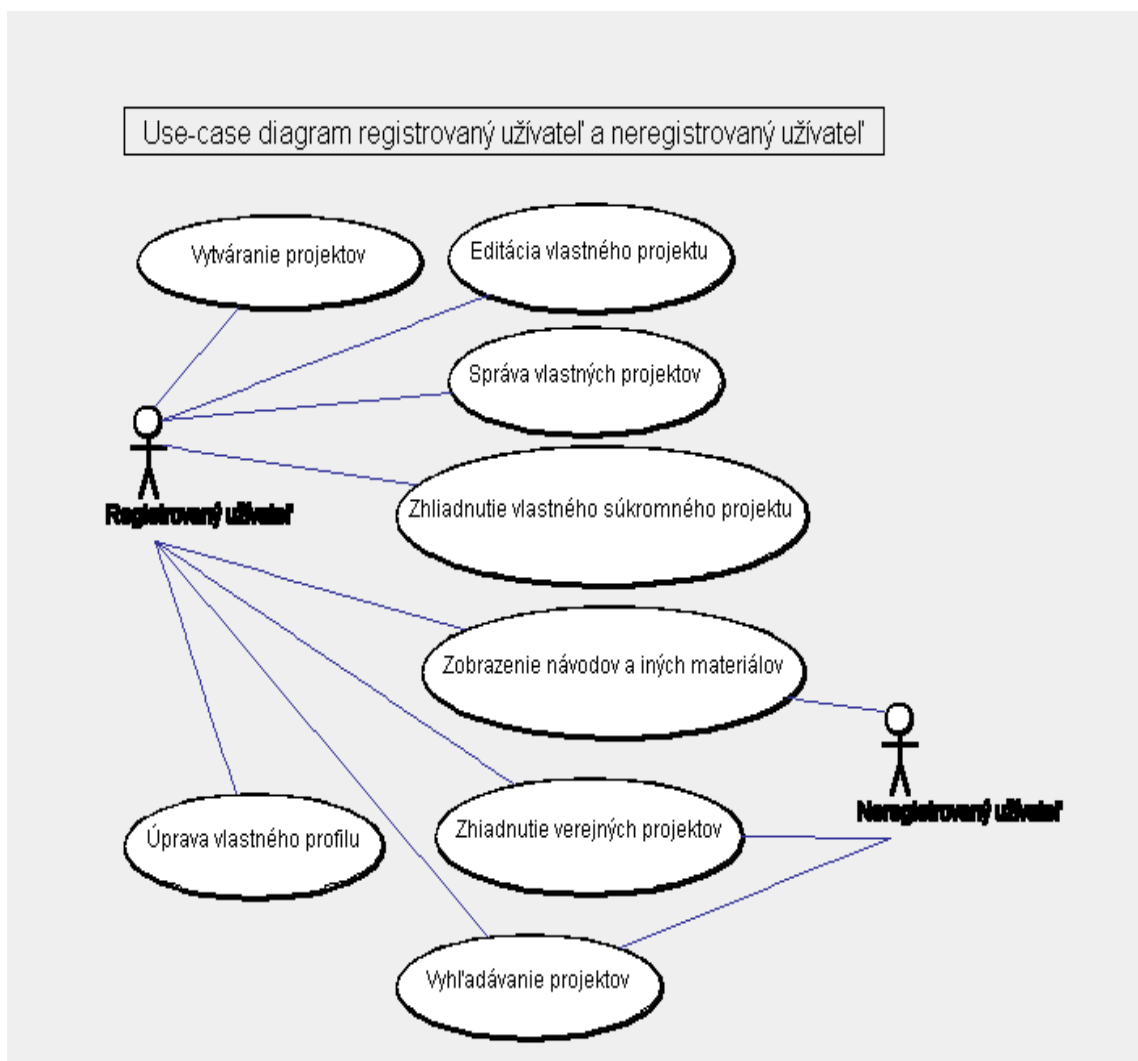 Use-case diagram registrovaný užívateľ a neregistrovaný užívateľ
Vytváranie projektov
Editácia vlastného projektu
Správa vlastných projektov
Registrovaný užívateľ
Zhliadnutie vlastného súkromného projektu
Zobrazenie návodov a iných materiálov
Neregistrovaný užívateľ
Zhiadnutie verejných projektov
Úprava vlastného profilu
Vyhľadávanie projektov